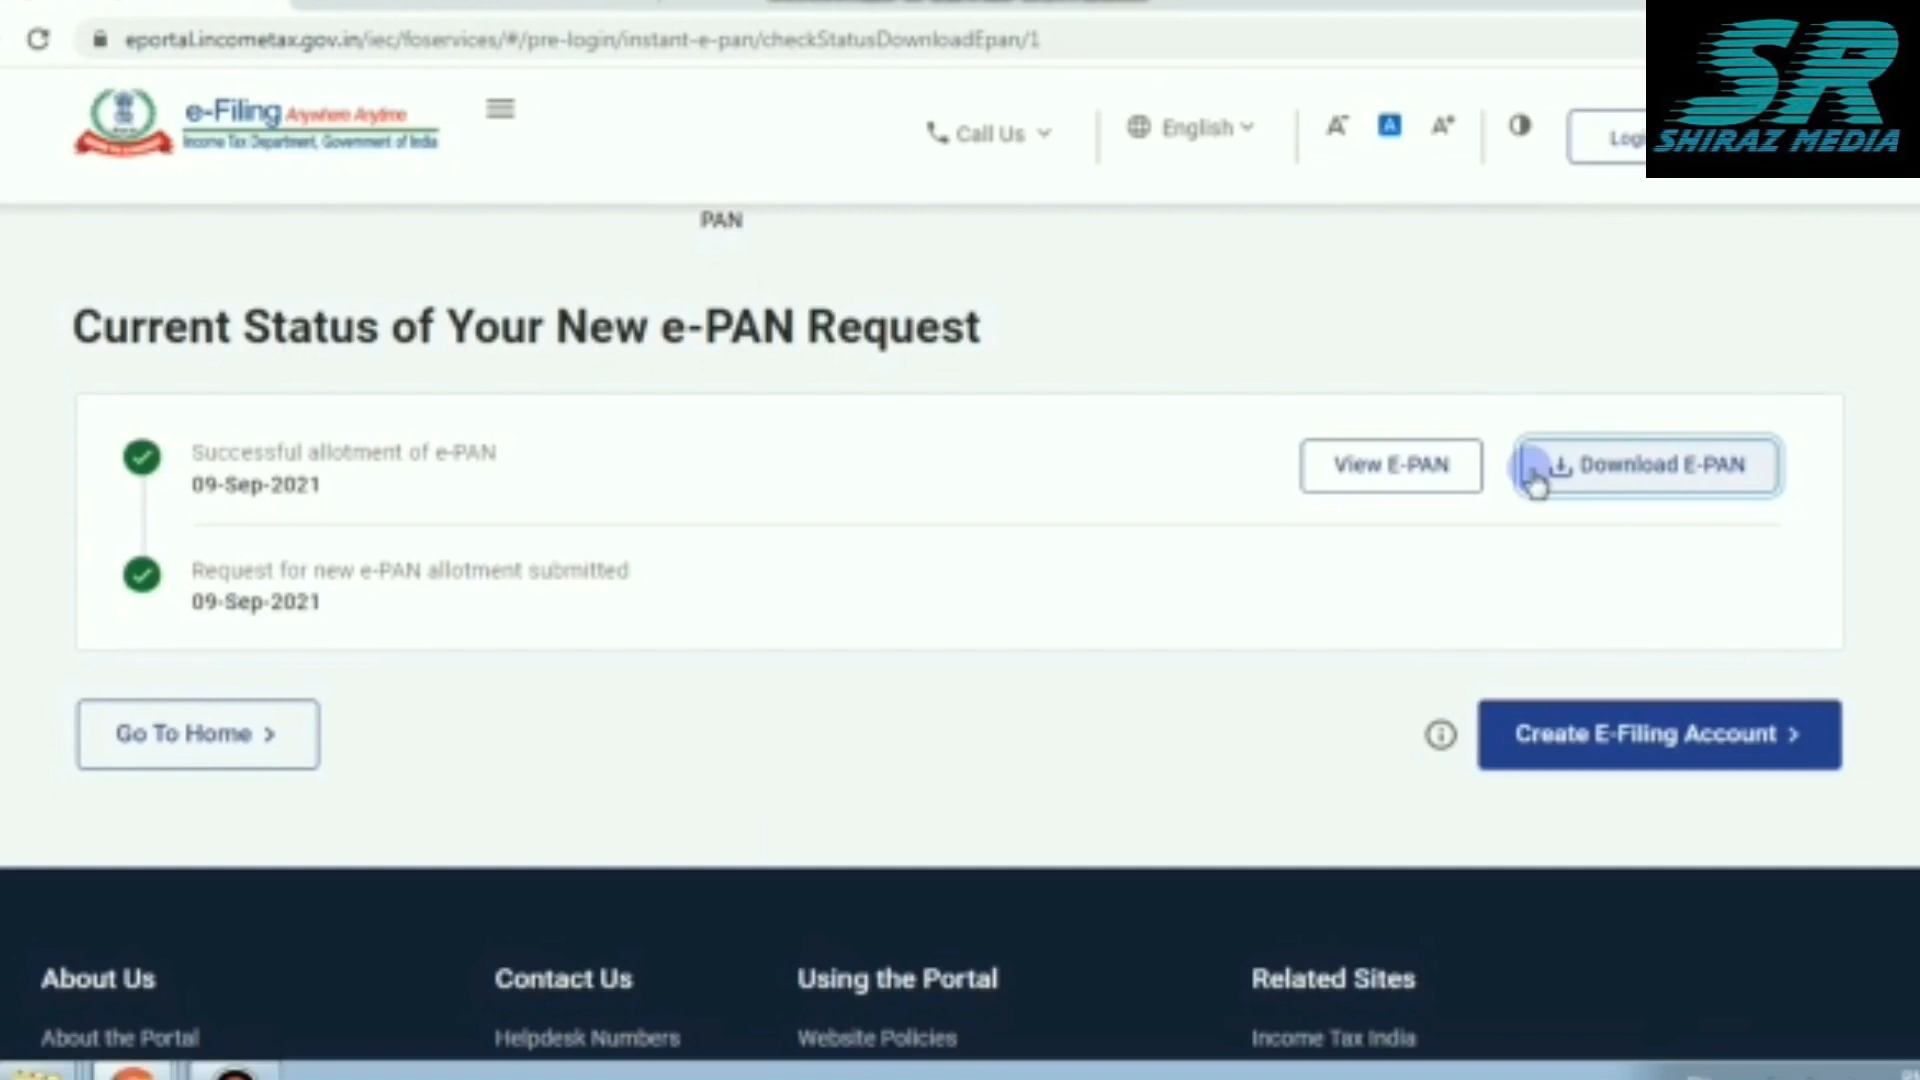 eportal.incometax.gov.in/iec/foservices/#/pre-login/instant-e-pan/checkStatusDownloadEpan/1
e-Filing Anywhere Anytime
Income Tax Department, Government of India
Call Us
English
A-
A
A+
SR
SHIRAZ MEDIA
PAN
Current Status of Your New e-PAN Request
Successful allotment of e-PAN
09-Sep-2021
View E-PAN
Download E-PAN
Request for new e-PAN allotment submitted
09-Sep-2021
Go To Home >
Create E-Filing Account >
About Us
Contact Us
Using the Portal
Related Sites
About the Portal
Helpdesk Numbers
Website Policies
Income Tax India